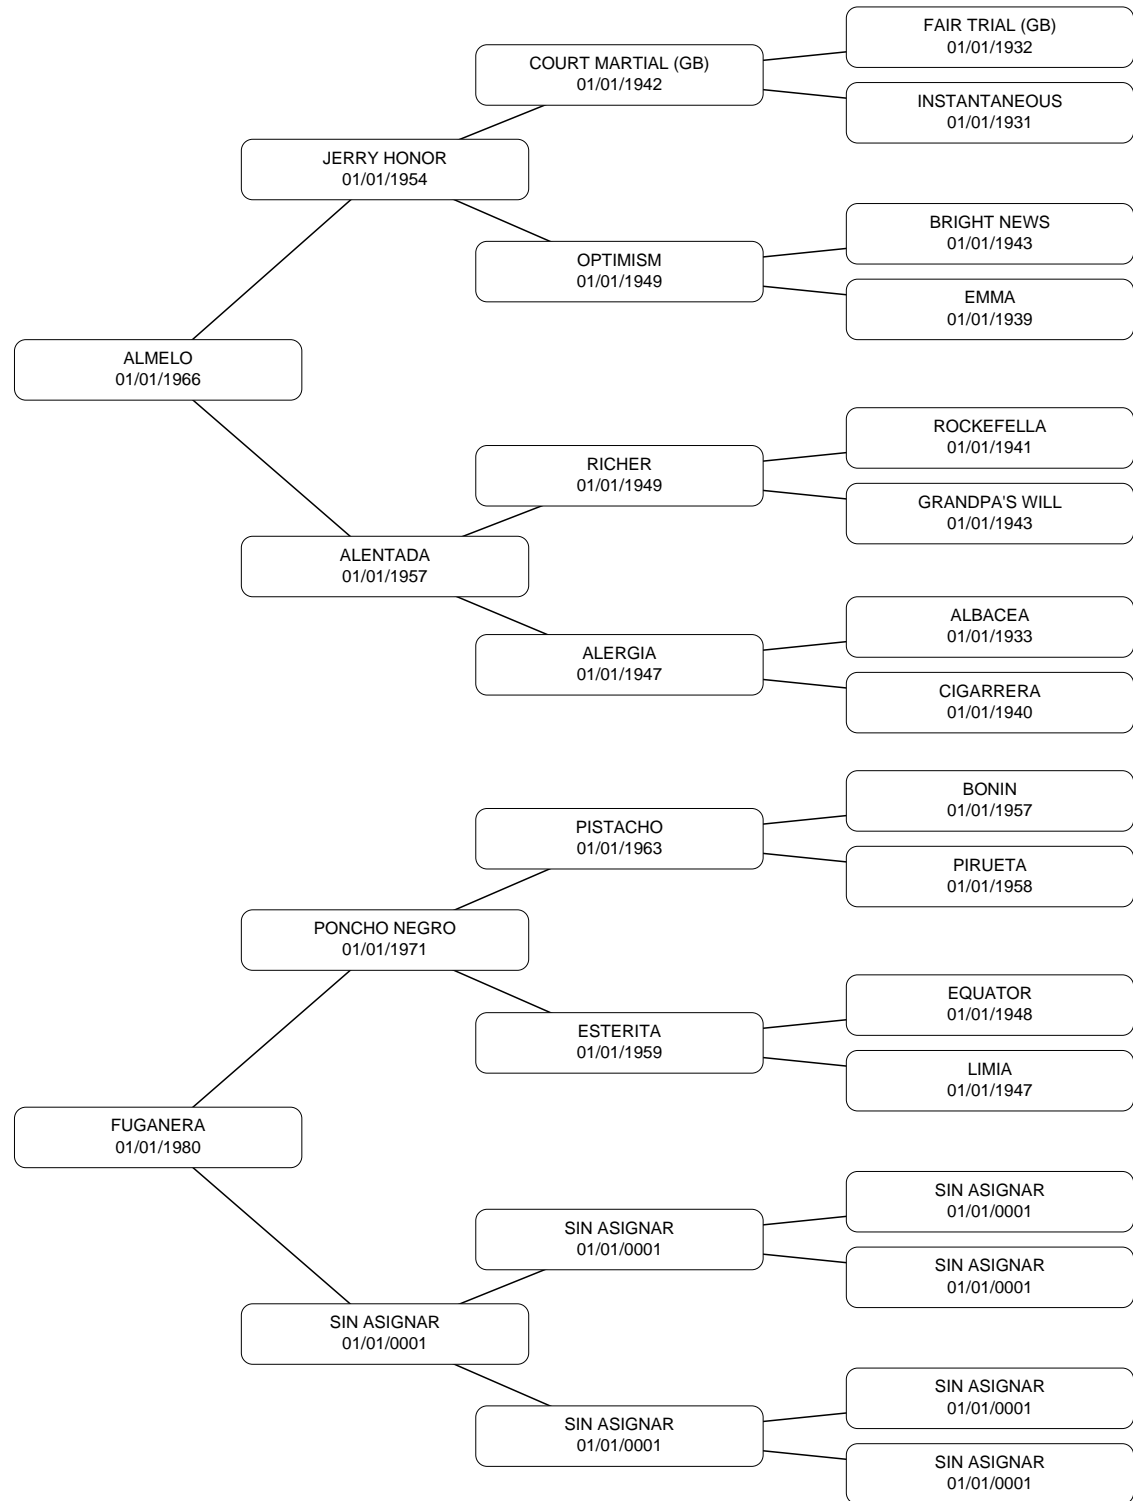 FAIR TRIAL (GB)
01/01/1932
COURT MARTIAL (GB)
01/01/1942
INSTANTANEOUS
01/01/1931
JERRY HONOR
01/01/1954
BRIGHT NEWS
01/01/1943
OPTIMISM
01/01/1949
EMMA
01/01/1939
ALMELO
01/01/1966
ROCKEFELLA
01/01/1941
RICHER
01/01/1949
GRANDPA'S WILL
01/01/1943
ALENTADA
01/01/1957
ALBACEA
01/01/1933
ALERGIA
01/01/1947
CIGARRERA
01/01/1940
BONIN
01/01/1957
PISTACHO
01/01/1963
PIRUETA
01/01/1958
PONCHO NEGRO
01/01/1971
EQUATOR
01/01/1948
ESTERITA
01/01/1959
LIMIA
01/01/1947
FUGANERA
01/01/1980
SIN ASIGNAR
01/01/0001
SIN ASIGNAR
01/01/0001
SIN ASIGNAR
01/01/0001
SIN ASIGNAR
01/01/0001
SIN ASIGNAR
01/01/0001
SIN ASIGNAR
01/01/0001
SIN ASIGNAR
01/01/0001